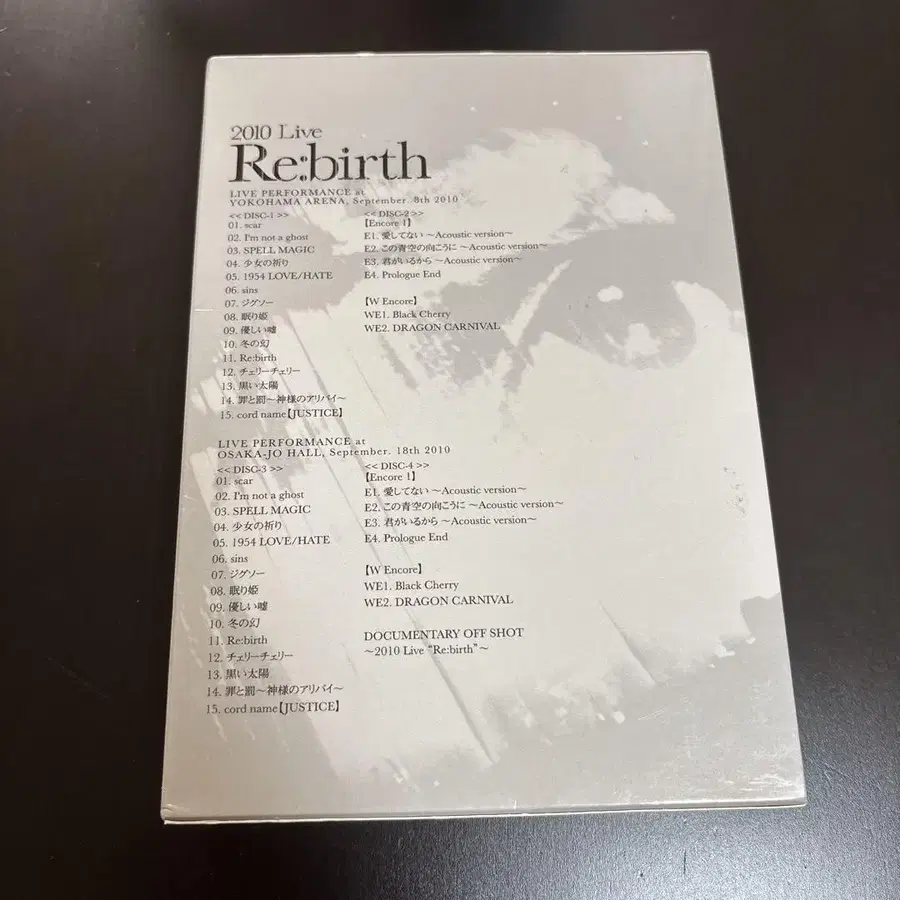 2010 Live
Re:birth
LIVE PERFORMANCE at
YOKOHAMA ARENA, September. 8th 2010
<< DISC-1 >>
01. scar
02. I'm not a ghost
03. SPELL MAGIC
04. 少女の祈り
05. 1954 LOVE/HATE
06. sins
07. ジグソー
08. 眠り姫
09. 優しい嘘
10. 冬の幻
11. Re:birth
12. チェリーチェリー
13. 黒い太陽
14. 罪と罰〜神様のアリバイ〜
15. cord name【JUSTICE】
<< DISC-2 >>
【Encore 1】
E1. 愛してない 〜Acoustic version〜
E2. この青空の向こうに 〜Acoustic version〜
E3. 君がいるから 〜Acoustic version〜
E4. Prologue End
【W Encore】
WE1. Black Cherry
WE2. DRAGON CARNIVAL
LIVE PERFORMANCE at
OSAKA-JO HALL, September. 18th 2010
<< DISC-3 >>
01. scar
02. I'm not a ghost
03. SPELL MAGIC
04. 少女の祈り
05. 1954 LOVE/HATE
06. sins
07. ジグソー
08. 眠り姫
09. 優しい嘘
10. 冬の幻
11. Re:birth
12. チェリーチェリー
13. 黒い太陽
14. 罪と罰〜神様のアリバイ〜
15. cord name【JUSTICE】
<< DISC-4 >>
【Encore 1】
E1. 愛してない 〜Acoustic version〜
E2. この青空の向こうに 〜Acoustic version〜
E3. 君がいるから 〜Acoustic version〜
E4. Prologue End
【W Encore】
WE1. Black Cherry
WE2. DRAGON CARNIVAL
DOCUMENTARY OFF SHOT
〜2010 Live "Re:birth"〜